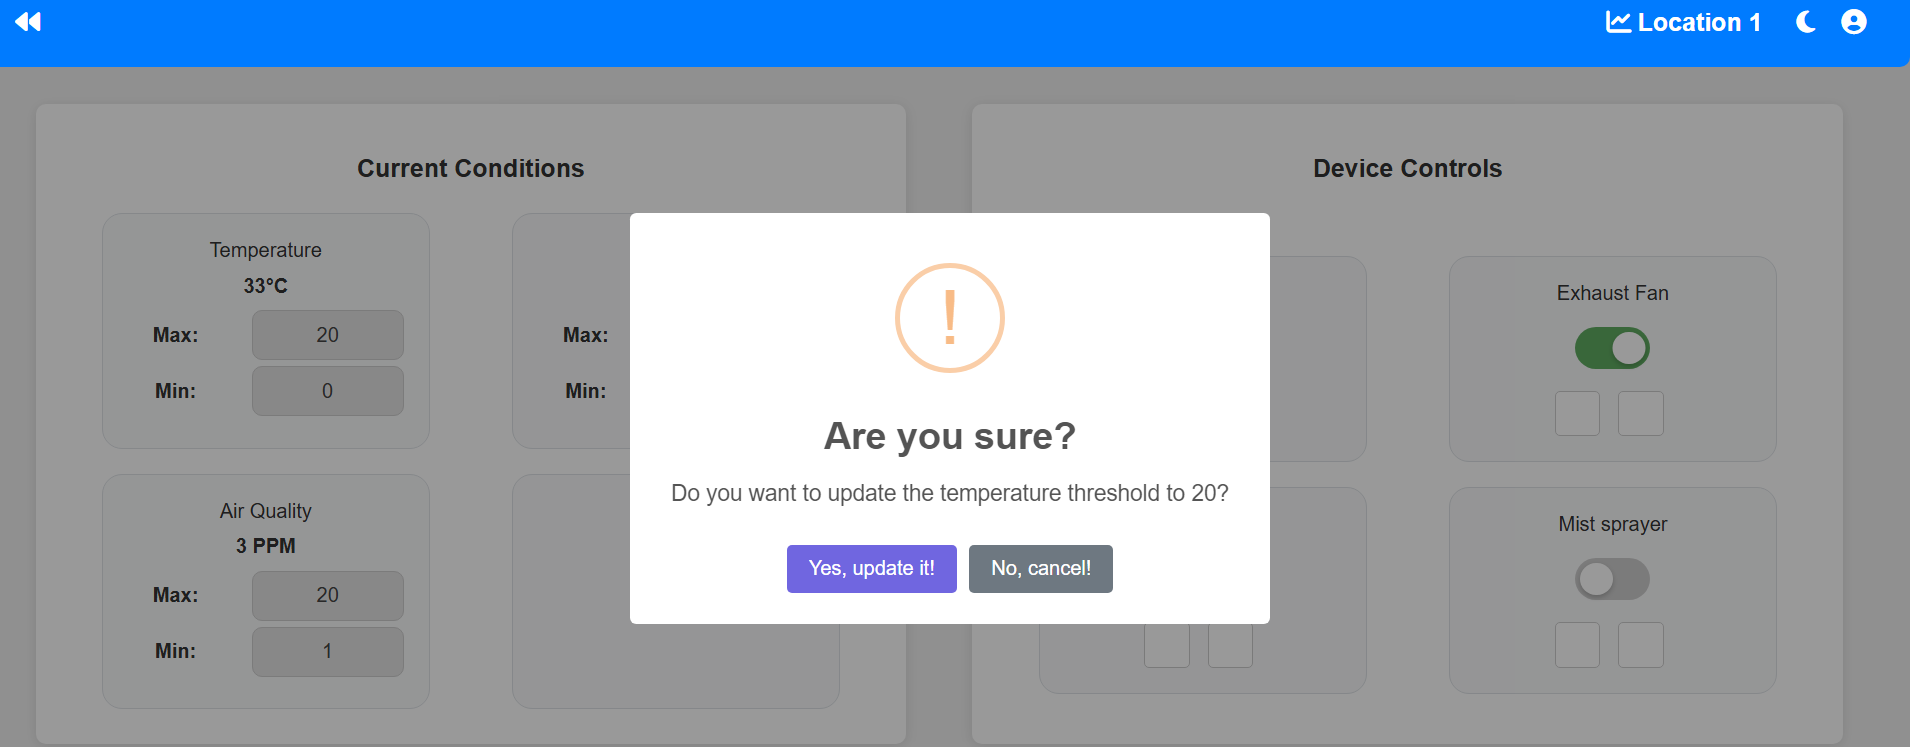 Location 1
Current Conditions
Device Controls
Temperature
33°C
Max:
20
Min:
0
Max:
Min:
Air Quality
3 PPM
Max:
20
Min:
1
!
Are you sure?
Do you want to update the temperature threshold to 20?
Yes, update it!
No, cancel!
Exhaust Fan
Mist sprayer